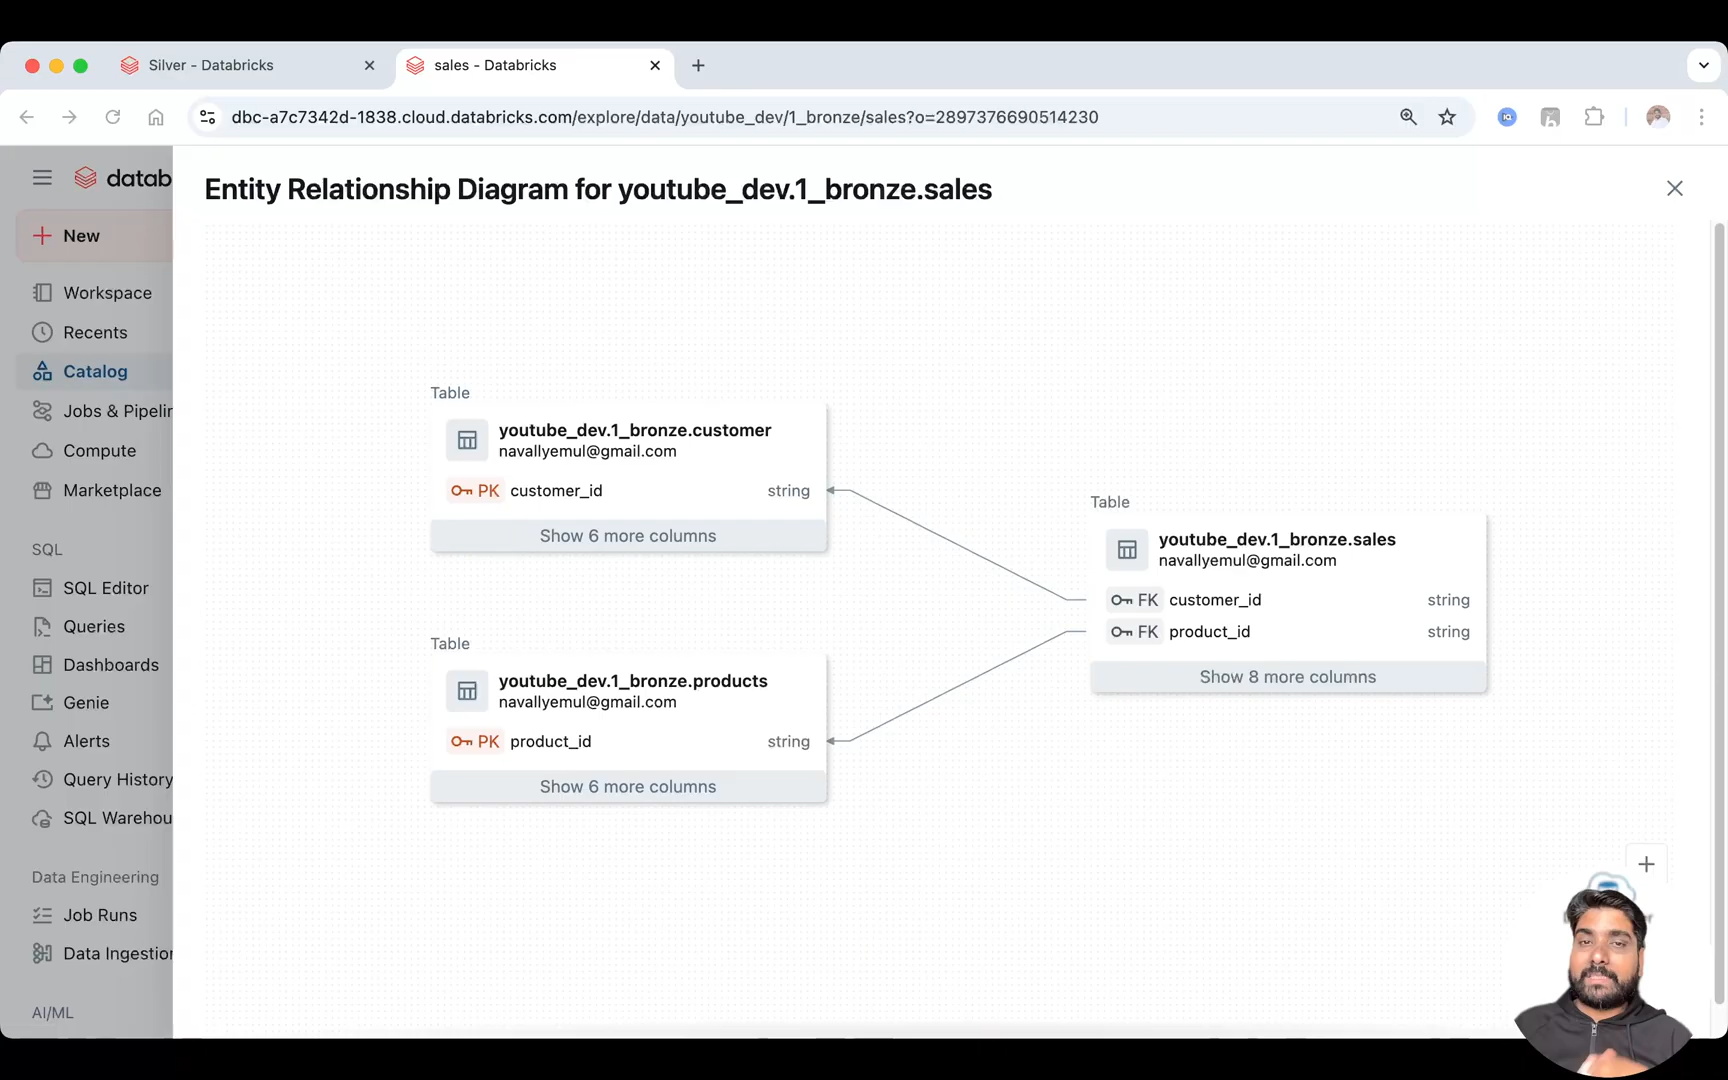 Silver - Databricks
sales - Databricks
dbc-a7c7342d-1838.cloud.databricks.com/explore/data/youtube_dev/1_bronze/sales?o=2897376690514230
datab
Entity Relationship Diagram for youtube_dev.1_bronze.sales
New
Workspace
Recents
Catalog
Jobs & Pipelin
Compute
Marketplace
SQL
SQL Editor
Queries
Dashboards
Genie
Alerts
Query History
SQL Warehou
Data Engineering
Job Runs
Data Ingestion
AI/ML
Table
youtube_dev.1_bronze.customer
navallyemul@gmail.com
PK customer_id string
Show 6 more columns
Table
youtube_dev.1_bronze.products
navallyemul@gmail.com
PK product_id string
Show 6 more columns
Table
youtube_dev.1_bronze.sales
navallyemul@gmail.com
FK customer_id string
FK product_id string
Show 8 more columns